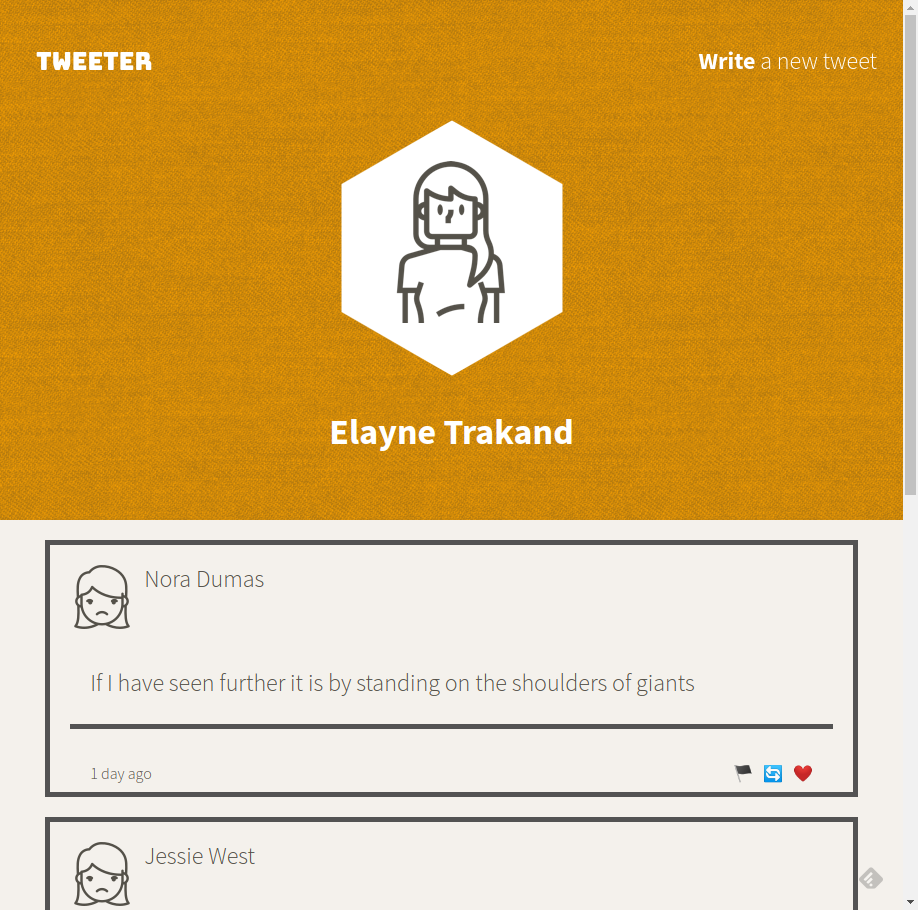 TWEETER
Write a new tweet
Elayne Trakand
Nora Dumas
If I have seen further it is by standing on the shoulders of giants
1 day ago
Jessie West